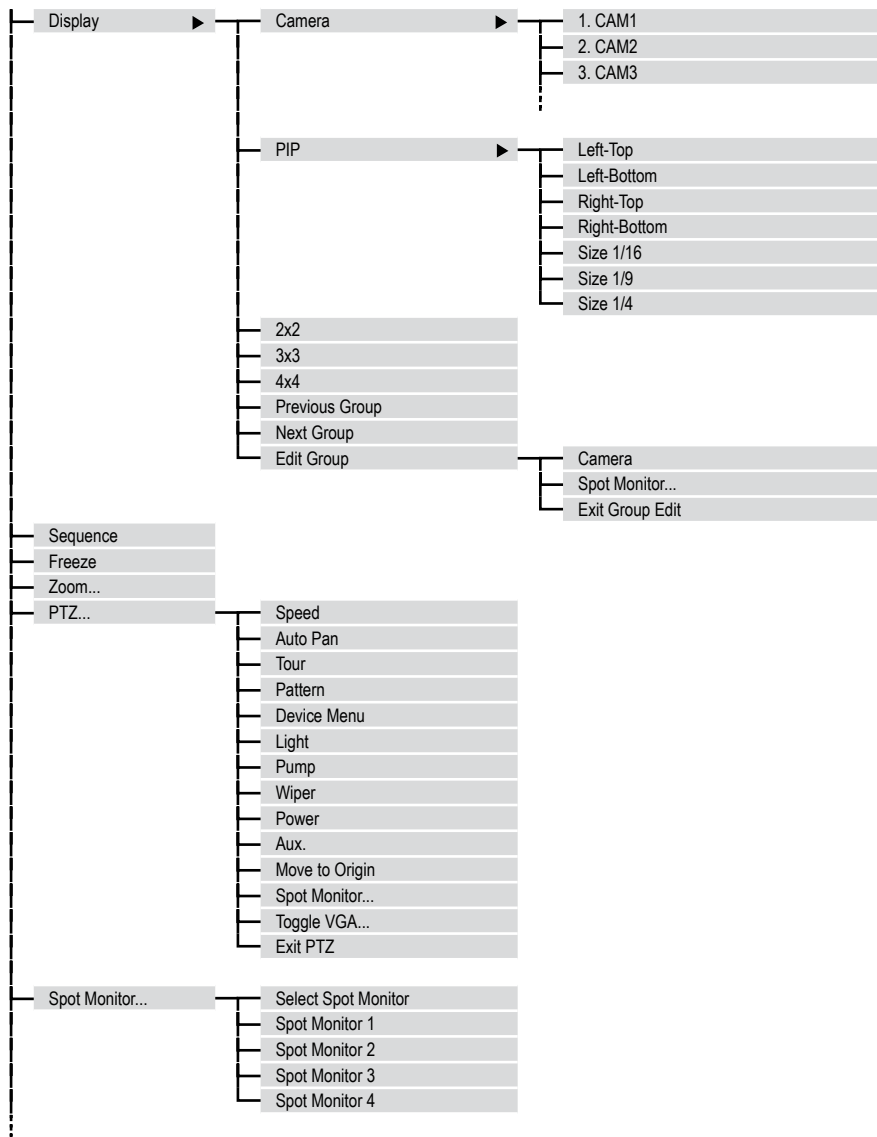 Display ▶
Camera ▶
1. CAM1
2. CAM2
3. CAM3
PIP ▶
Left-Top
Left-Bottom
Right-Top
Right-Bottom
Size 1/16
Size 1/9
Size 1/4
2x2
3x3
4x4
Previous Group
Next Group
Edit Group
Camera
Spot Monitor...
Exit Group Edit
Sequence
Freeze
Zoom...
PTZ...
Speed
Auto Pan
Tour
Pattern
Device Menu
Light
Pump
Wiper
Power
Aux.
Move to Origin
Spot Monitor...
Toggle VGA...
Exit PTZ
Spot Monitor...
Select Spot Monitor
Spot Monitor 1
Spot Monitor 2
Spot Monitor 3
Spot Monitor 4